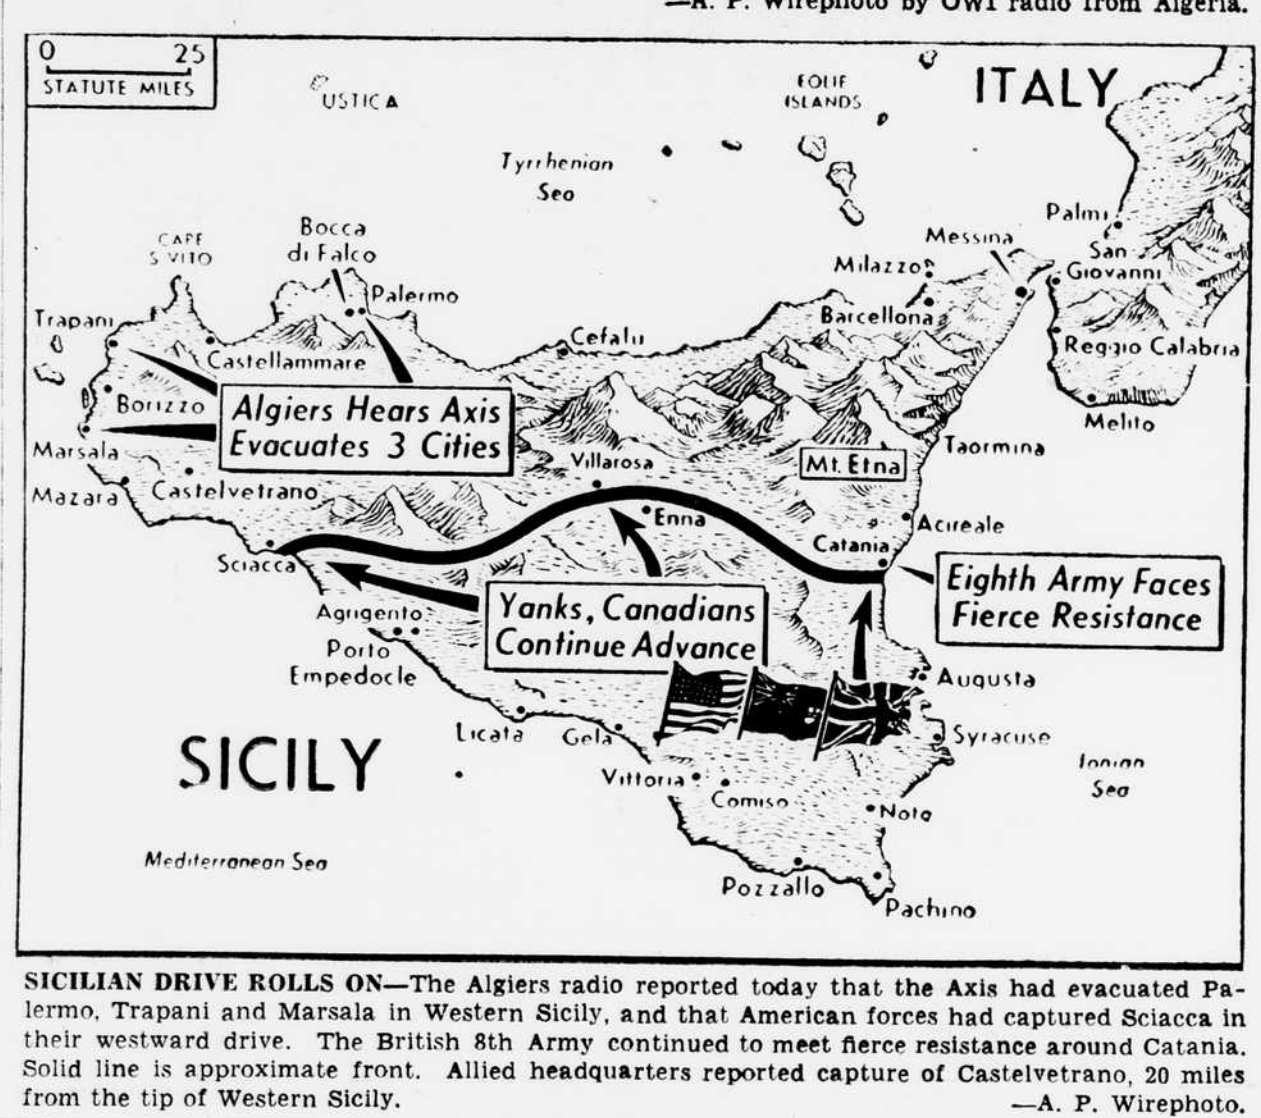 —A. P. Wirephoto by OWI radio from Algeria.
0 25
STATUTE MILES
USTICA
EOLIE
ISLANDS
ITALY
Tyrrhenian
Sea
CAPE
S VITO
Bocca
di Falco
Palermo
Trapani
Castellammare
Borizzo
Marsala
Mazara
Castelvetrano
Algiers Hears Axis
Evacuates 3 Cities
Cefalu
Milazzo
Messina
Barcellona
Palmi
San
Giovanni
Reggio Calabria
Melito
Taormina
Mt. Etna
Villarosa
Enna
Acireale
Catania
Sciacca
Eighth Army Faces
Fierce Resistance
Yanks, Canadians
Continue Advance
Agrigento
Porto
Empedocle
Augusta
Licata
Gela
Syracuse
SICILY
Vittoria
Comiso
Noto
Ionian
Sea
Mediterranean Sea
Pozzallo
Pachino
SICILIAN DRIVE ROLLS ON—The Algiers radio reported today that the Axis had evacuated Pa-
lermo, Trapani and Marsala in Western Sicily, and that American forces had captured Sciacca in
their westward drive. The British 8th Army continued to meet fierce resistance around Catania.
Solid line is approximate front. Allied headquarters reported capture of Castelvetrano, 20 miles
from the tip of Western Sicily. —A. P. Wirephoto.